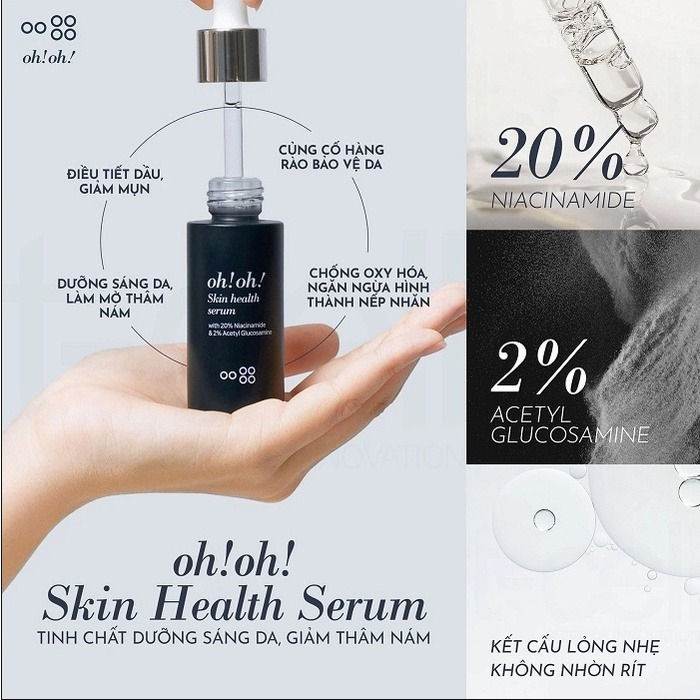 oh!oh!
ĐIỀU TIẾT DẦU,
GIẢM MỤN
CỦNG CỐ HÀNG
RÀO BẢO VỆ DA
DƯỠNG SÁNG DA,
LÀM MỜ THÂM
NÁM
CHỐNG OXY HÓA,
NGĂN NGỪA HÌNH
THÀNH NẾP NHĂN
oh!oh!
Skin health
serum
with 20% Niacinamide
& 2% Acetyl Glucosamine
oh!oh!
Skin Health Serum
TINH CHẤT DƯỠNG SÁNG DA, GIẢM THÂM NÁM
20%
NIACINAMIDE
2%
ACETYL
GLUCOSAMINE
KẾT CẤU LỎNG NHẸ
KHÔNG NHỜN RÍT